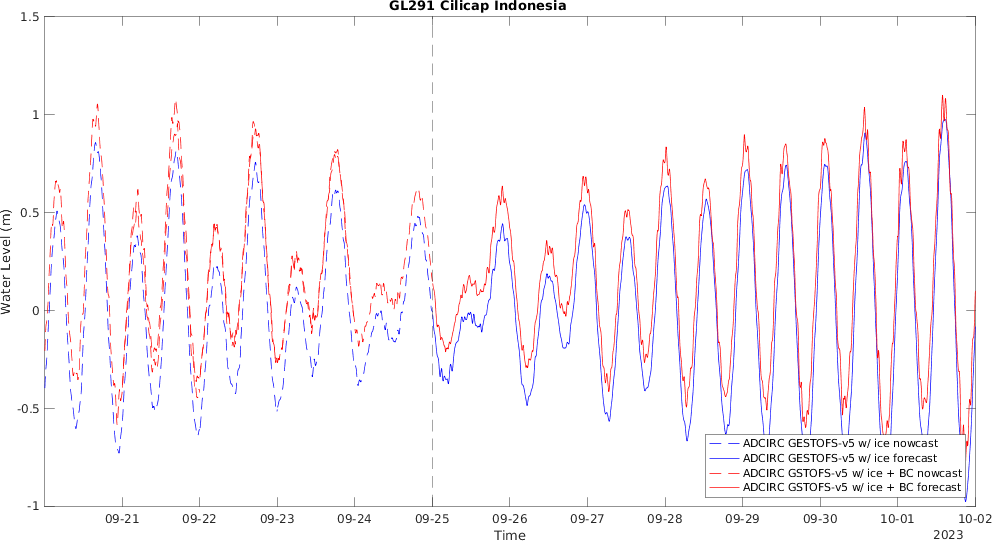 GL291 Cilicap Indonesia
Water Level (m)
1.5
1
0.5
0
-0.5
-1
ADCIRC GESTOFS-v5 w/ ice nowcast
ADCIRC GESTOFS-v5 w/ ice forecast
ADCIRC GSTOFS-v5 w/ ice + BC nowcast
ADCIRC GSTOFS-v5 w/ ice + BC forecast
09-21 09-22 09-23 09-24 09-25 09-26 09-27 09-28 09-29 09-30 10-01 10-02
Time
2023